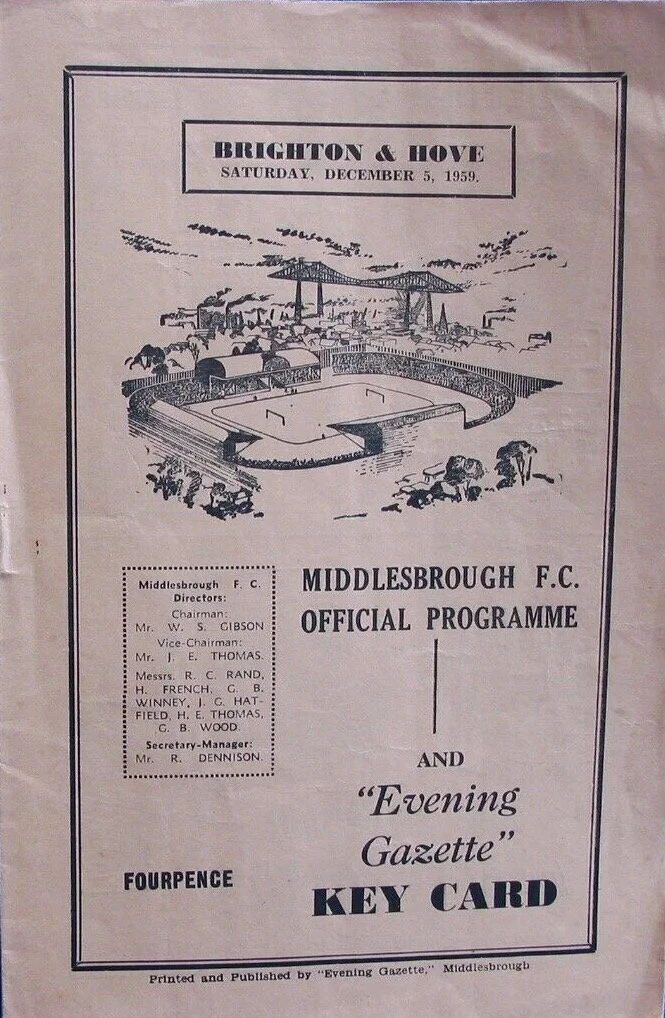 BRIGHTON & HOVE
SATURDAY, DECEMBER 5, 1959.
Middlesbrough F. C.
Directors:
Chairman:
Mr. W. S. GIBSON
Vice-Chairman:
Mr. J. E. THOMAS.
Messrs. R. C. RAND,
H. FRENCH, G. B.
WINNEY, J. G. HAT-
FIELD, H. E. THOMAS,
G. B. WOOD.
Secretary-Manager:
Mr. R. DENNISON.
MIDDLESBROUGH F.C.
OFFICIAL PROGRAMME
AND
"Evening
Gazette"
KEY CARD
FOURPENCE
Printed and Published by "Evening Gazette," Middlesbrough